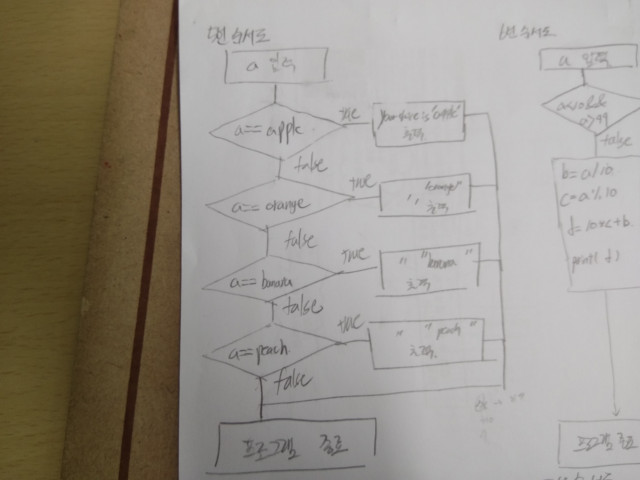 5번 순서도
a 입력
a == apple
true
your choice is "apple"
출력
false
a == orange
true
" "orange"
출력
false
a == banana
true
" "banana"
출력
false
a == peach
true
" "peach"
출력
false
프로그램 종료
6번 순서도
a 입력
a<10||
a>99
false
b = a/10
c = a%10
f = 10*c+b
print( f)
프로그램 종료